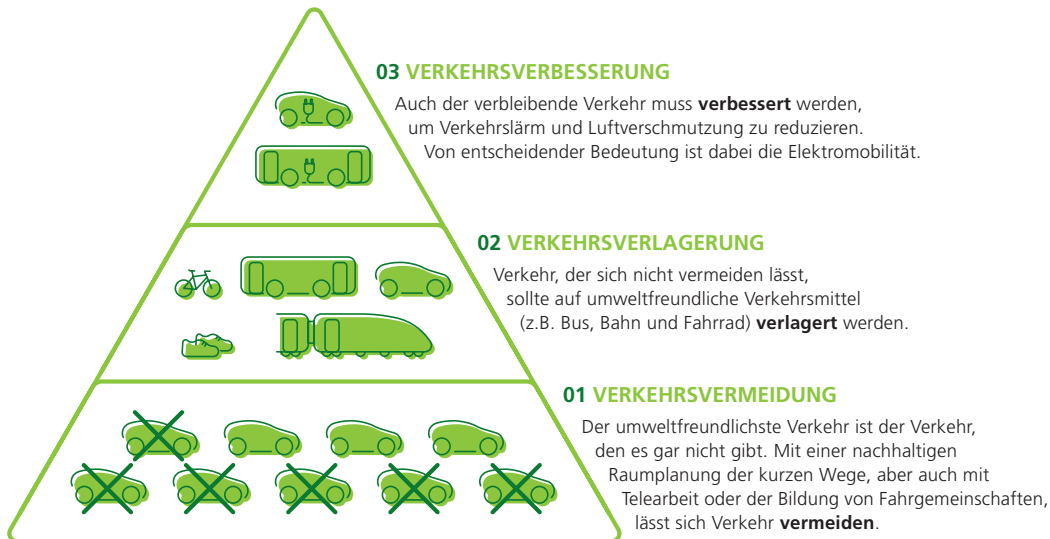 03 VERKEHRSVERBESSERUNG
Auch der verbleibende Verkehr muss verbessert werden,
um Verkehrslärm und Luftverschmutzung zu reduzieren.
Von entscheidender Bedeutung ist dabei die Elektromobilität.
02 VERKEHRSVERLAGERUNG
Verkehr, der sich nicht vermeiden lässt,
sollte auf umweltfreundliche Verkehrsmittel
(z.B. Bus, Bahn und Fahrrad) verlagert werden.
01 VERKEHRSVERMEIDUNG
Der umweltfreundlichste Verkehr ist der Verkehr,
den es gar nicht gibt. Mit einer nachhaltigen
Raumplanung der kurzen Wege, aber auch mit
Telearbeit oder der Bildung von Fahrgemeinschaften,
lässt sich Verkehr vermeiden.